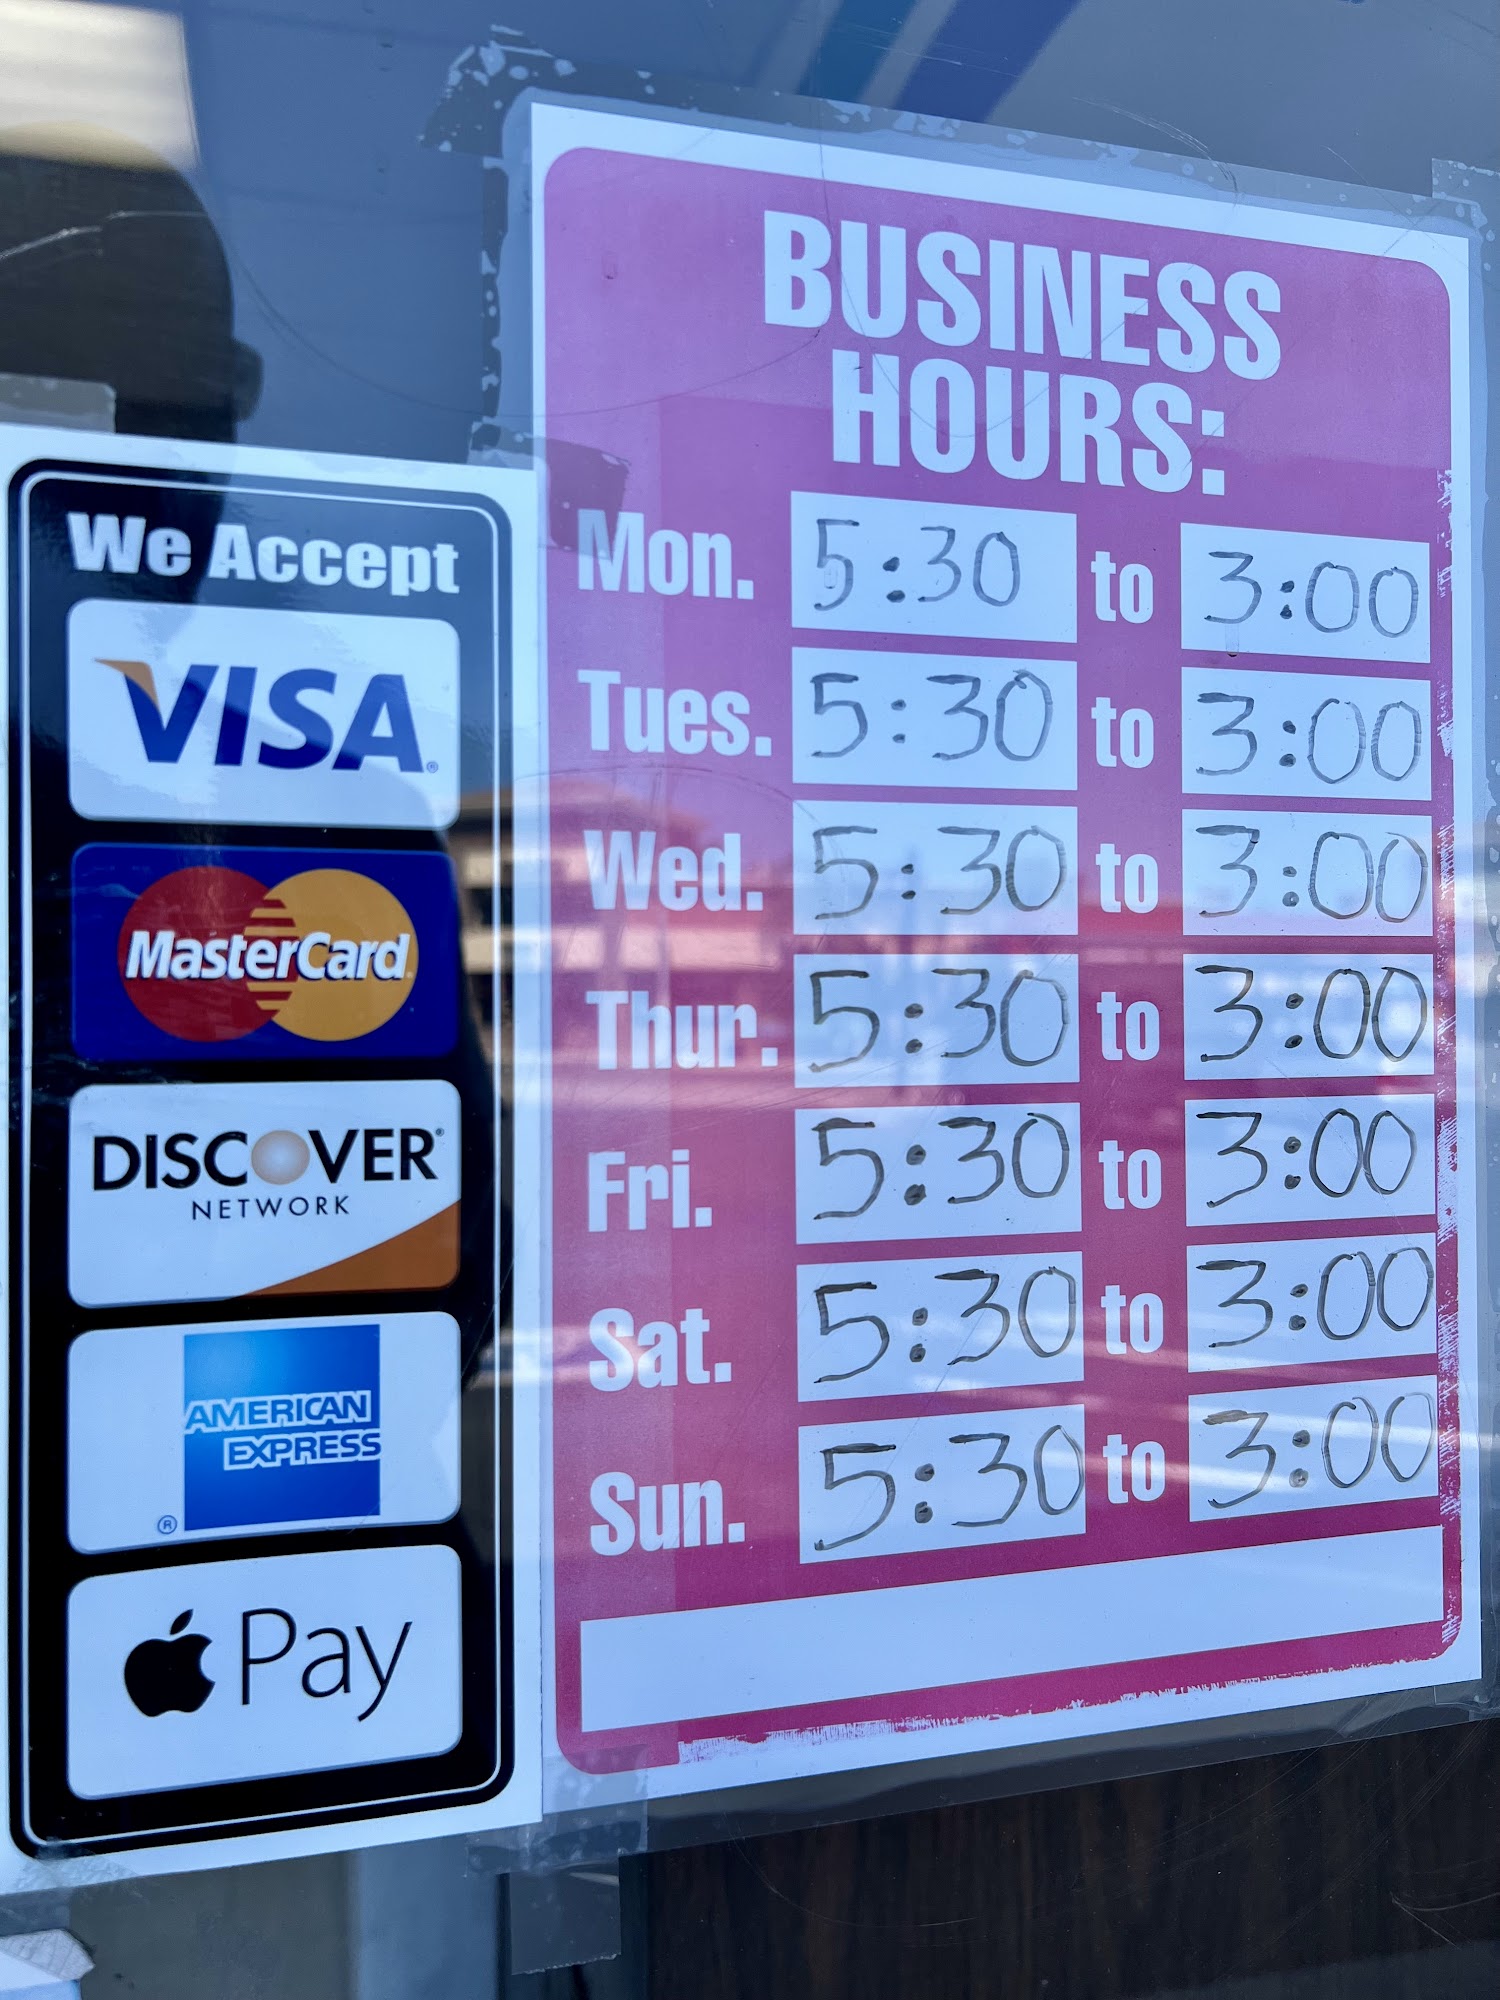 We Accept
VISA®
MasterCard®
DISCOVER®
NETWORK
AMERICAN
EXPRESS
®
Pay
BUSINESS
HOURS:
Mon. 5:30 to 3:00
Tues. 5:30 to 3:00
Wed. 5:30 to 3:00
Thur. 5:30 to 3:00
Fri. 5:30 to 3:00
Sat. 5:30 to 3:00
Sun. 5:30 to 3:00